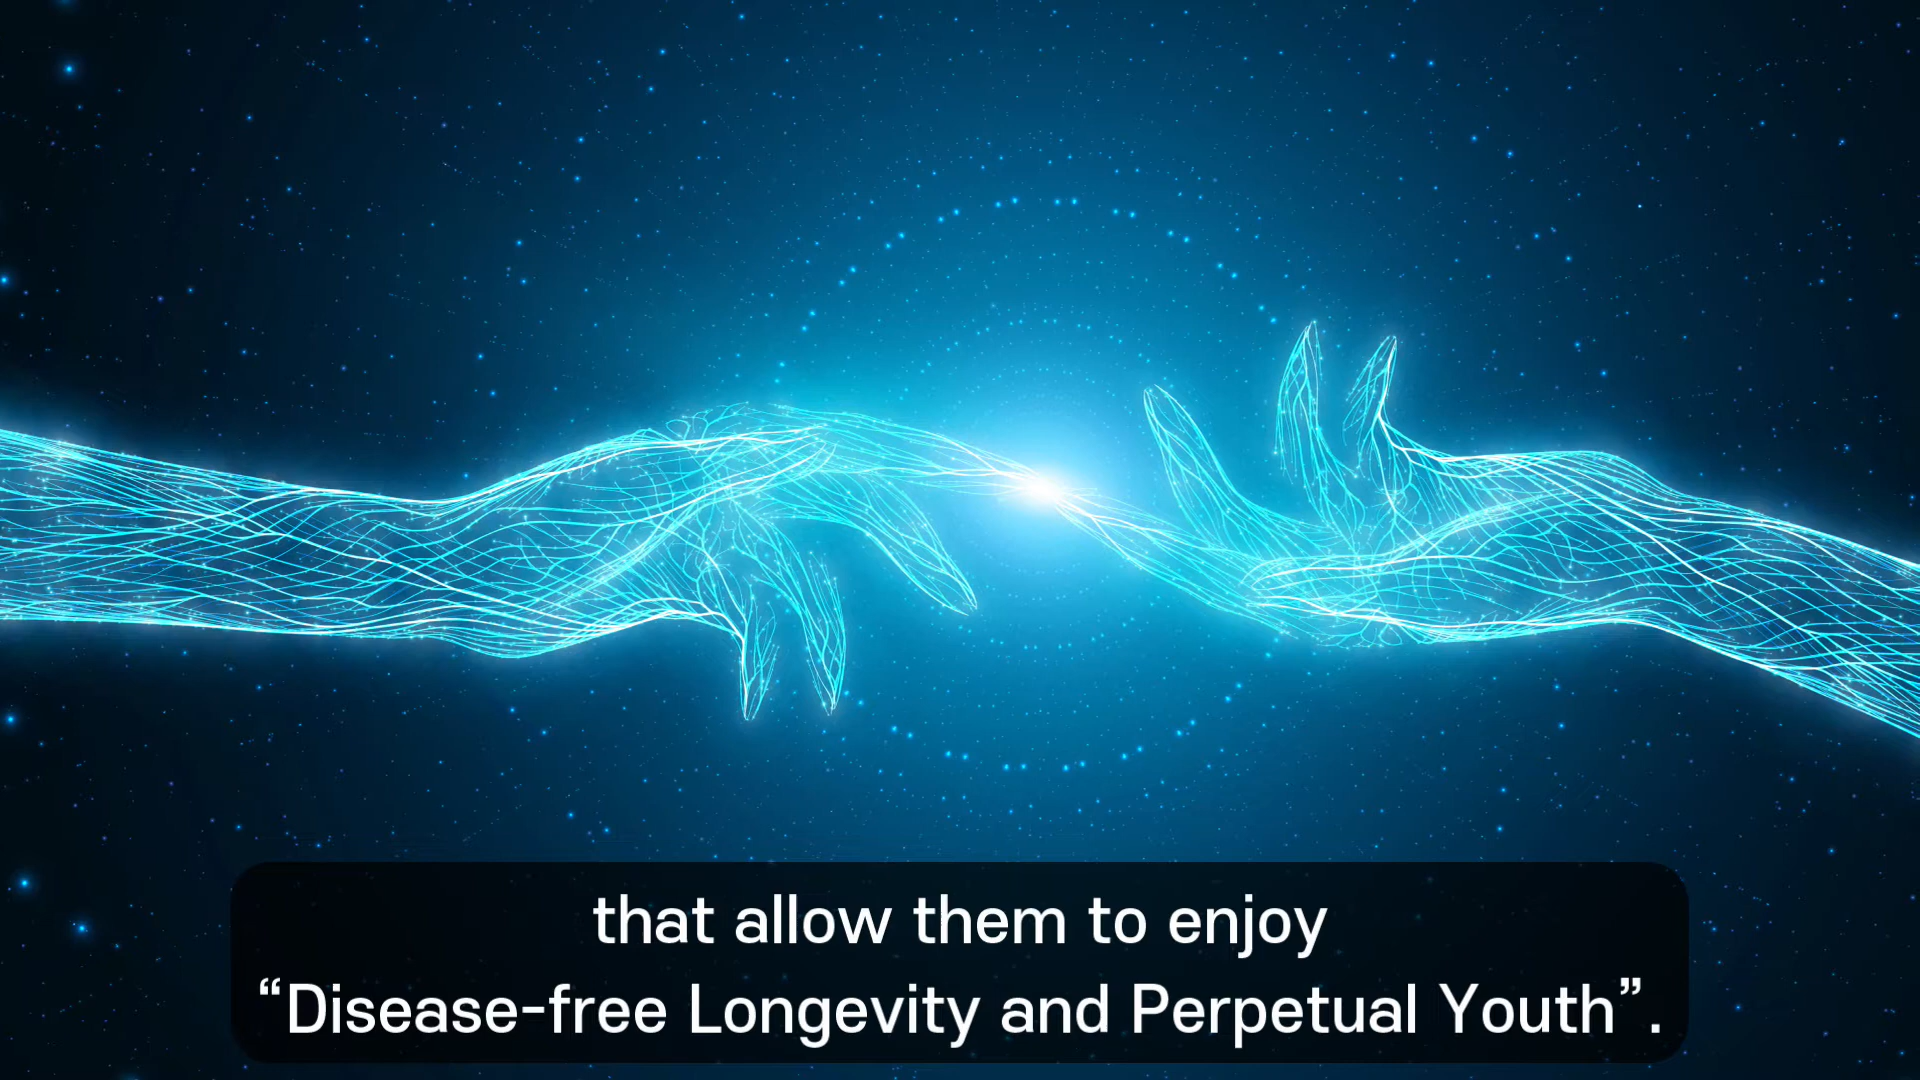 that allow them to enjoy
“Disease-free Longevity and Perpetual Youth”.